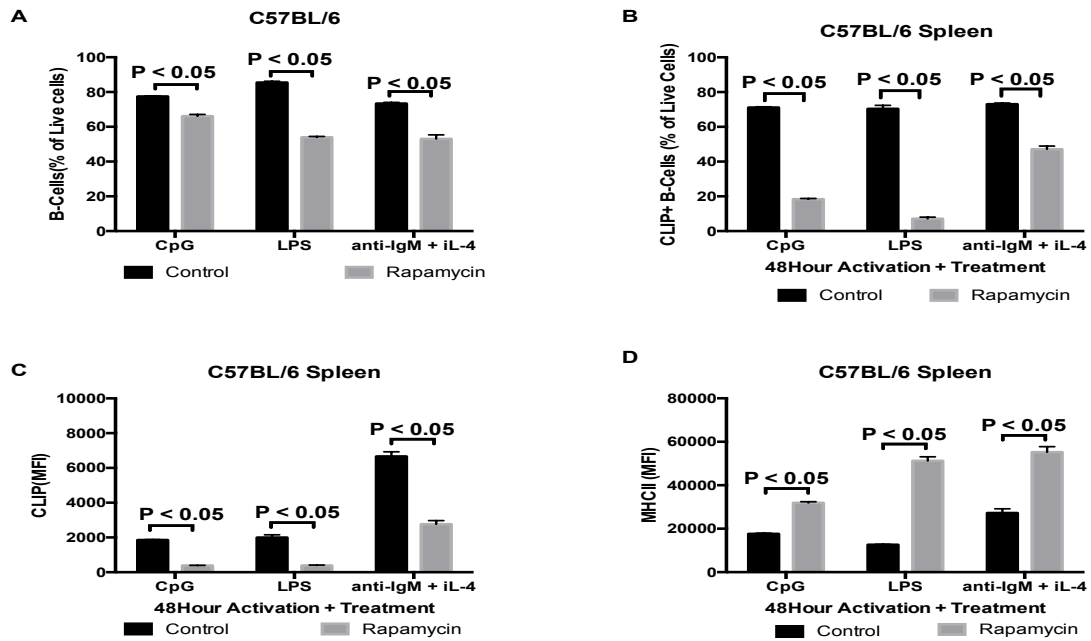 A
C57BL/6
B-Cells(% of Live cells)
100
80
60
40
20
0
P < 0.05
P < 0.05
P < 0.05
CpG
LPS
anti-IgM + iL-4
Control
Rapamycin
B
C57BL/6 Spleen
CLIP+ B-Cells (% of Live Cells)
100
80
60
40
20
0
P < 0.05
P < 0.05
P < 0.05
CpG
LPS
anti-IgM + iL-4
48Hour Activation + Treatment
Control
Rapamycin
C
C57BL/6 Spleen
CLIP(MFI)
10000
8000
6000
4000
2000
0
P < 0.05
P < 0.05
P < 0.05
CpG
LPS
anti-IgM + iL-4
48Hour Activation + Treatment
Control
Rapamycin
D
C57BL/6 Spleen
MHCII (MFI)
80000
60000
40000
20000
0
P < 0.05
P < 0.05
P < 0.05
CpG
LPS
anti-IgM + iL-4
48Hour Activation + Treatment
Control
Rapamycin